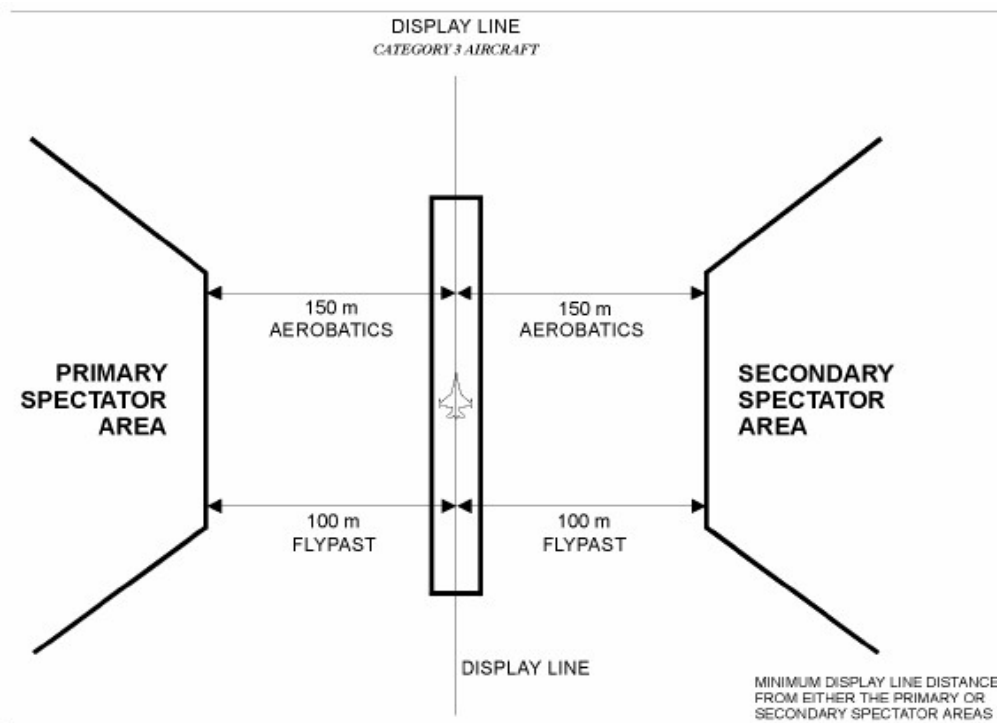 DISPLAY LINE
CATEGORY 3 AIRCRAFT
150 m
AEROBATICS
150 m
AEROBATICS
PRIMARY
SPECTATOR
AREA
SECONDARY
SPECTATOR
AREA
100 m
FLYPAST
100 m
FLYPAST
DISPLAY LINE
MINIMUM DISPLAY LINE DISTANCE
FROM EITHER THE PRIMARY OR
SECONDARY SPECTATOR AREAS